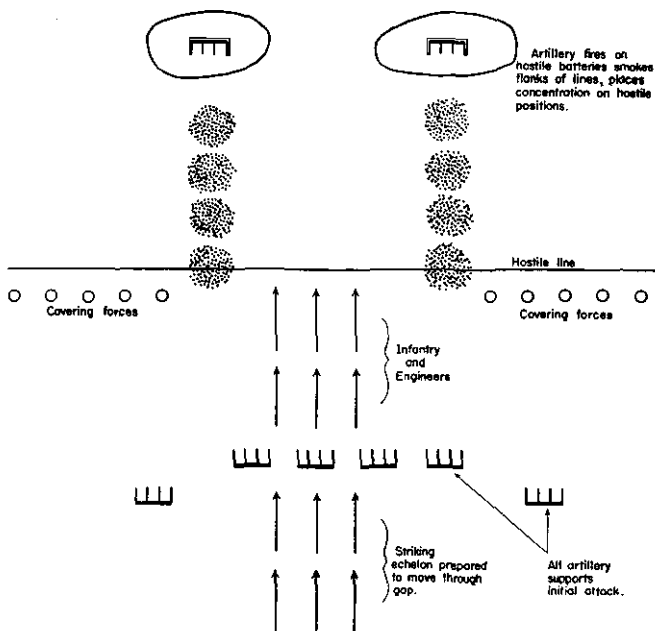 Artillery fires on
hostile batteries smokes
flanks of lines, places
concentration on hostile
positions.
Hostile line
Covering forces
Covering forces
Infantry
and
Engineers
Striking
echelon prepared
to move through
gap.
All artillery
supports
initial attack.